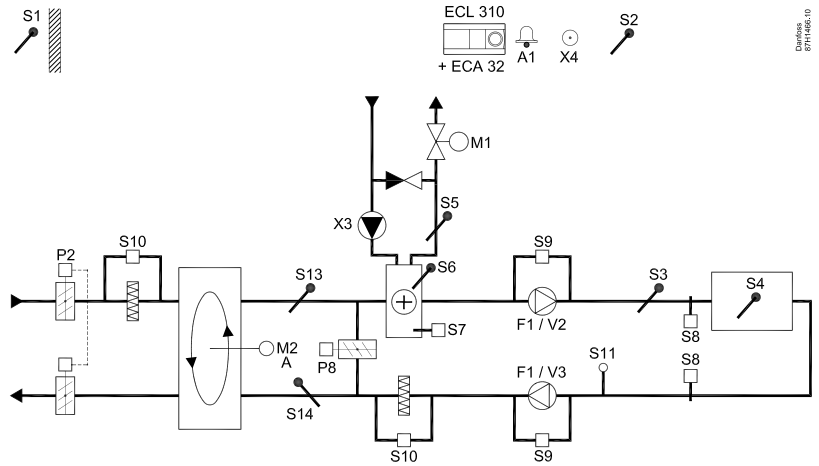 S1
ECL 310
+ ECA 32
A1
X4
S2
Danfoss
87H1466.10
M1
X3
S5
S10
P2
S13
S6
S9
S3
S4
F1 / V2
S7
S8
M2
A
P8
S14
F1 / V3
S11
S8
S10
S9